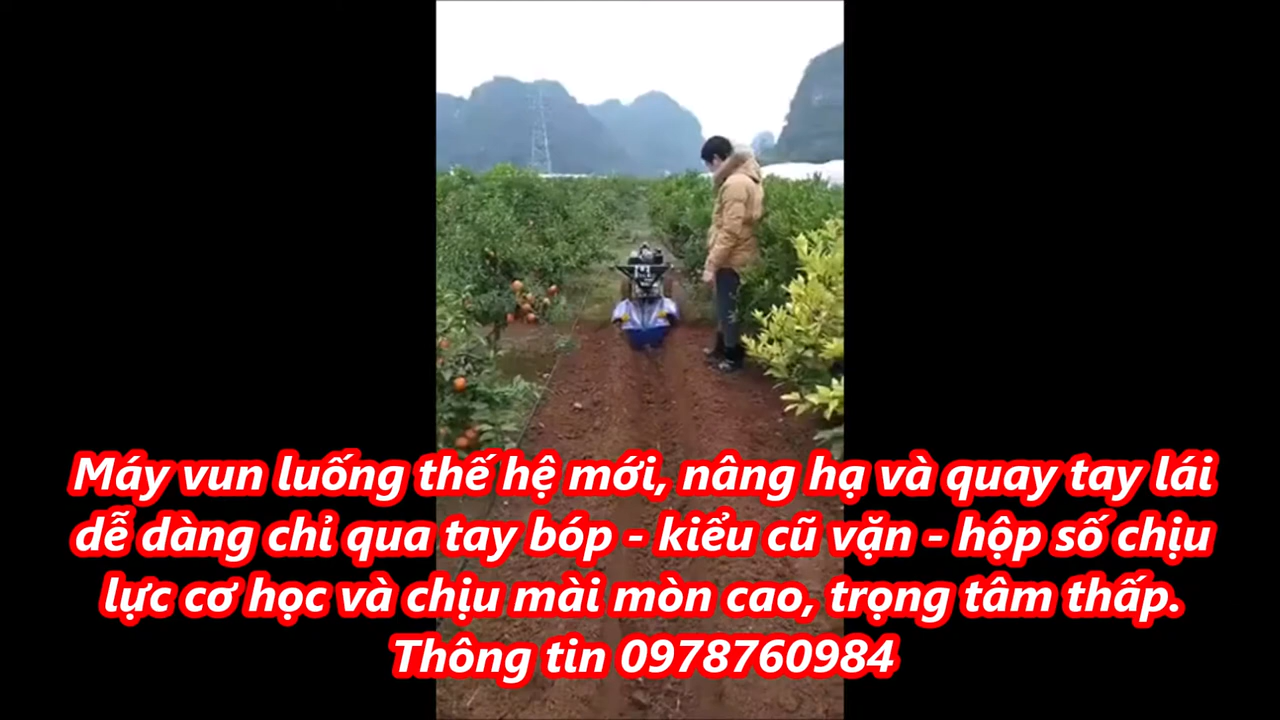 Máy vun luống thế hệ mới, nâng hạ và quay tay lái
dễ dàng chỉ qua tay bóp - kiểu cũ vặn - hộp số chịu
lực cơ học và chịu mài mòn cao, trọng tâm thấp.
Thông tin 0978760984